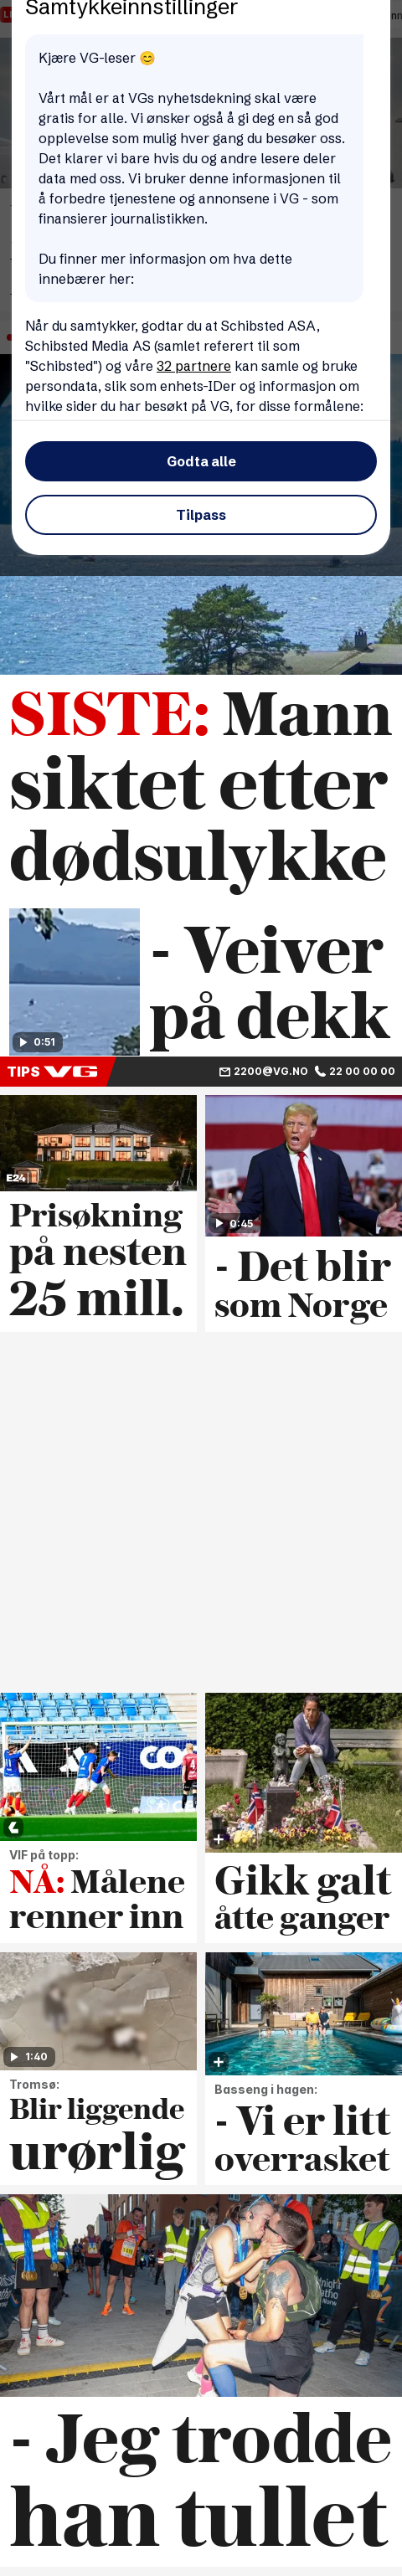 Samtykkeinnstillinger
Kjære VG-leser 😊
Vårt mål er at VGs nyhetsdekning skal være
gratis for alle. Vi ønsker også å gi deg en så god
opplevelse som mulig hver gang du besøker oss.
Det klarer vi bare hvis du og andre lesere deler
data med oss. Vi bruker denne informasjonen til
å forbedre tjenestene og annonsene i VG - som
finansierer journalistikken.
Du finner mer informasjon om hva dette
innebærer her:
Når du samtykker, godtar du at Schibsted ASA,
Schibsted Media AS (samlet referert til som
"Schibsted") og våre 32 partnere kan samle og bruke
persondata, slik som enhets-IDer og informasjon om
hvilke sider du har besøkt på VG, for disse formålene:
Godta alle
Tilpass
SISTE: Mann
siktet etter
dødsulykke
- Veiver
på dekk
0:51
TIPS VG 2200@VG.NO 22 00 00 00
E24
Prisøkning
på nesten
25 mill.
0:45
- Det blir
som Norge
VIF på topp:
NÅ: Målene
renner inn
Gikk galt
åtte ganger
1:40
Tromsø:
Blir liggende
urørlig
Basseng i hagen:
- Vi er litt
overrasket
- Jeg trodde
han tullet